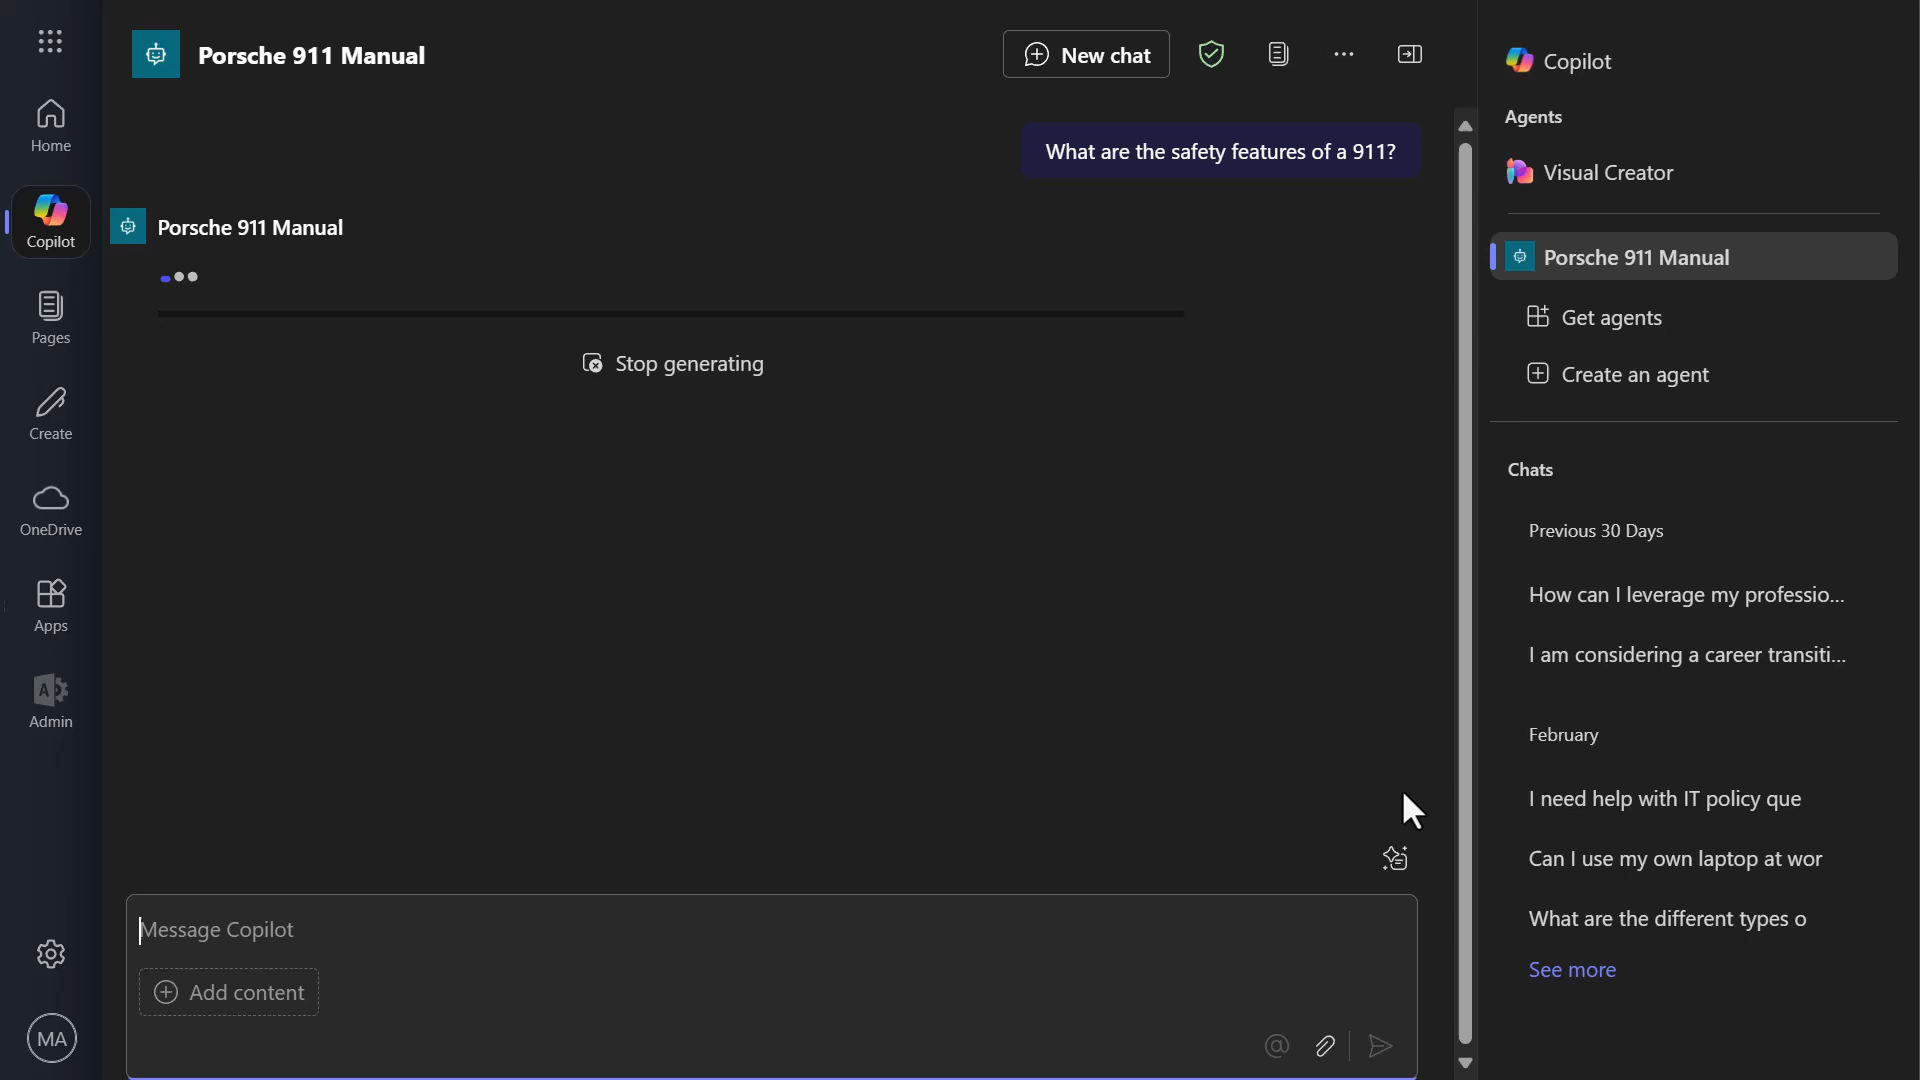 Home
Copilot
Pages
Create
OneDrive
Apps
Admin
MA
Porsche 911 Manual
New chat
What are the safety features of a 911?
Porsche 911 Manual
Stop generating
Message Copilot
Add content
Copilot
Agents
Visual Creator
Porsche 911 Manual
Get agents
Create an agent
Chats
Previous 30 Days
How can I leverage my professio...
I am considering a career transiti...
February
I need help with IT policy que
Can I use my own laptop at wor
What are the different types o
See more